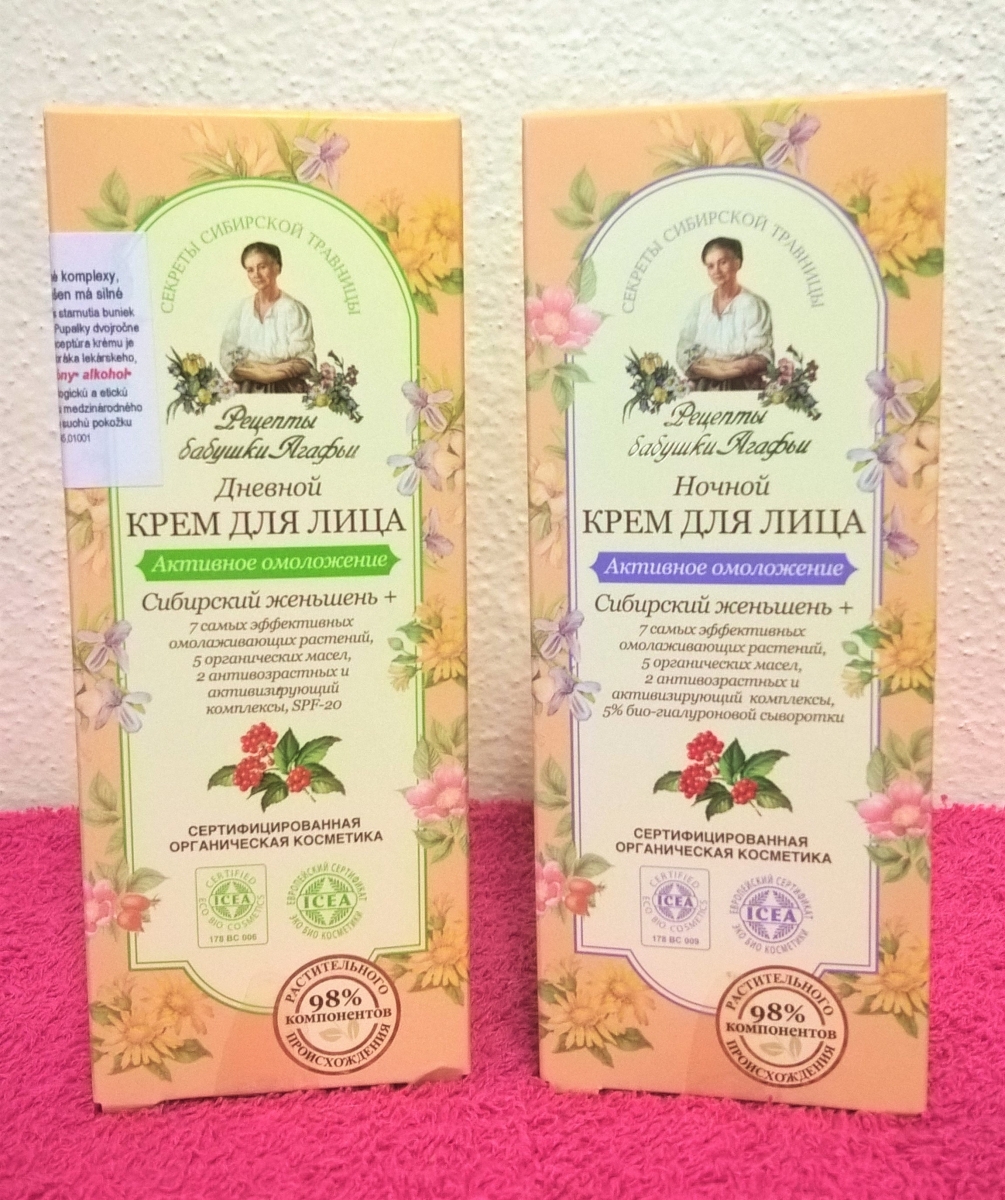 СЕКРЕТЫ СИБИРСКОЙ ТРАВНИЦЫ
Рецепты
бабушки Агафьи
Дневной
КРЕМ ДЛЯ ЛИЦА
Активное омоложение
Сибирский женьшень +
7 самых эффективных
омолаживающих растений,
5 органических масел,
2 антивозрастных и
активизирующий
комплексы, SPF-20
СЕРТИФИЦИРОВАННАЯ
ОРГАНИЧЕСКАЯ КОСМЕТИКА
CERTIFIED
ICEA
ECO BIO COSMETICS
178 BC 006
ЕВРОПЕЙСКИЙ СЕРТИФИКАТ
ICEA
ЭКО БИО КОСМЕТИКИ
РАСТИТЕЛЬНОГО
98%
компонентов
ПРОИСХОЖДЕНИЯ
komplexy,
má silné
starnutia buniek
Pupalky dvojročne
krému je
lekárskeho,
alkohol*
a etickú
medzinárodného
suchú pokožku
СЕКРЕТЫ СИБИРСКОЙ ТРАВНИЦЫ
Рецепты
бабушки Агафьи
Ночной
КРЕМ ДЛЯ ЛИЦА
Активное омоложение
Сибирский женьшень +
7 самых эффективных
омолаживающих растений,
5 органических масел,
2 антивозрастных и
активизирующий комплексы,
5% био-гиалуроновой сыворотки
СЕРТИФИЦИРОВАННАЯ
ОРГАНИЧЕСКАЯ КОСМЕТИКА
CERTIFIED
ICEA
ECO BIO COSMETICS
178 BC 009
ЕВРОПЕЙСКИЙ СЕРТИФИКАТ
ICEA
ЭКО БИО КОСМЕТИКИ
РАСТИТЕЛЬНОГО
98%
компонентов
ПРОИСХОЖДЕНИЯ